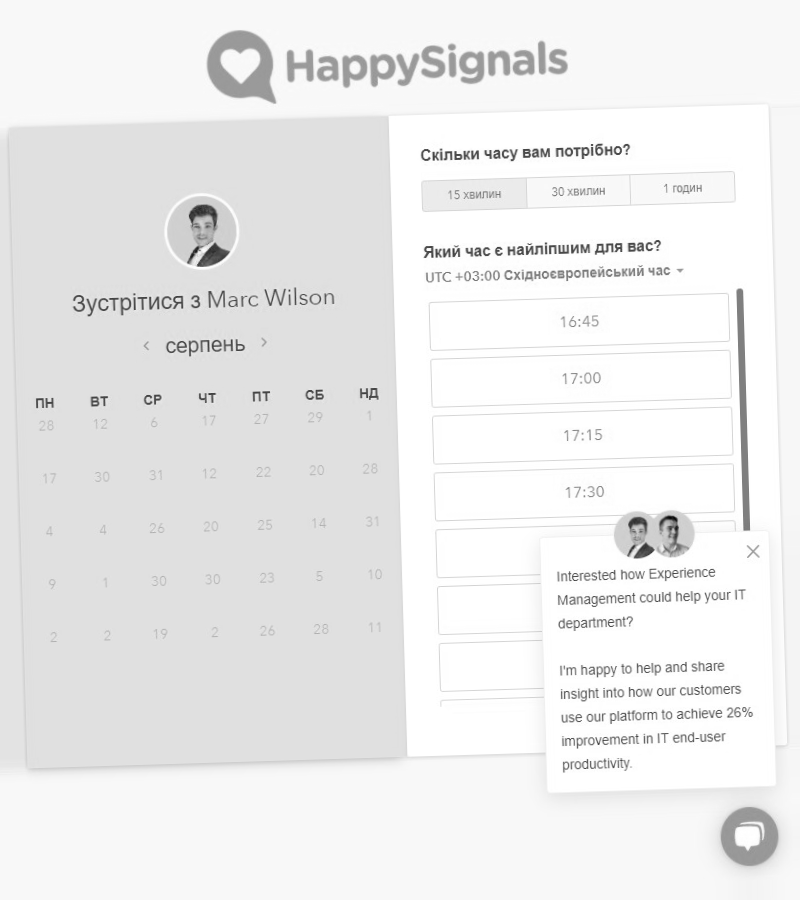 HappySignals
Зустрітися з Marc Wilson
серпень
ПН ВТ СР ЧТ ПТ СБ НД
28 12 6 17 27 29 1
17 30 31 12 22 20 28
4 4 26 20 25 14 31
9 1 30 30 23 5 10
2 2 19 2 26 28 11
Скільки часу вам потрібно?
15 хвилин 30 хвилин 1 годин
Який час є найліпшим для вас?
UTC +03:00 Східноєвропейський час
16:45
17:00
17:15
17:30
Interested how Experience
Management could help your IT
department?
I'm happy to help and share
insight into how our customers
use our platform to achieve 26%
improvement in IT end-user
productivity.